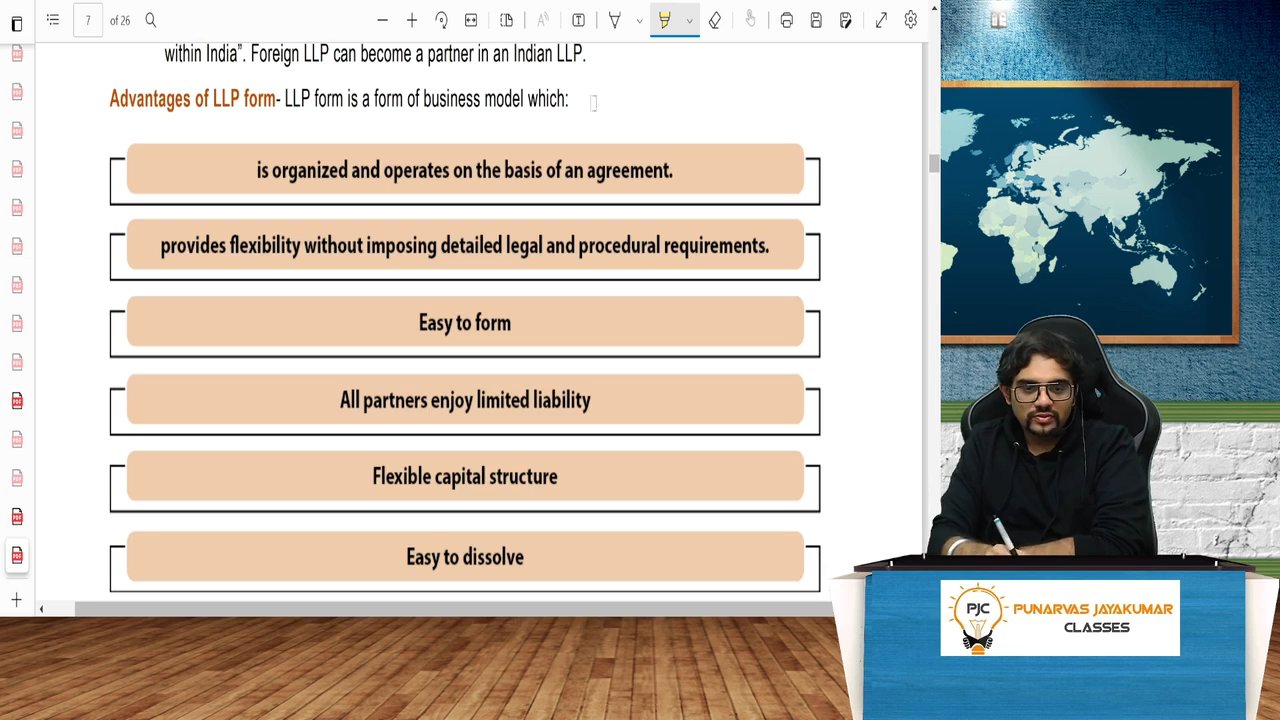 7 of 26
within India”. Foreign LLP can become a partner in an Indian LLP.
Advantages of LLP form- LLP form is a form of business model which:
is organized and operates on the basis of an agreement.
provides flexibility without imposing detailed legal and procedural requirements.
Easy to form
All partners enjoy limited liability
Flexible capital structure
Easy to dissolve
PJC
PUNARVAS JAYAKUMAR
CLASSES